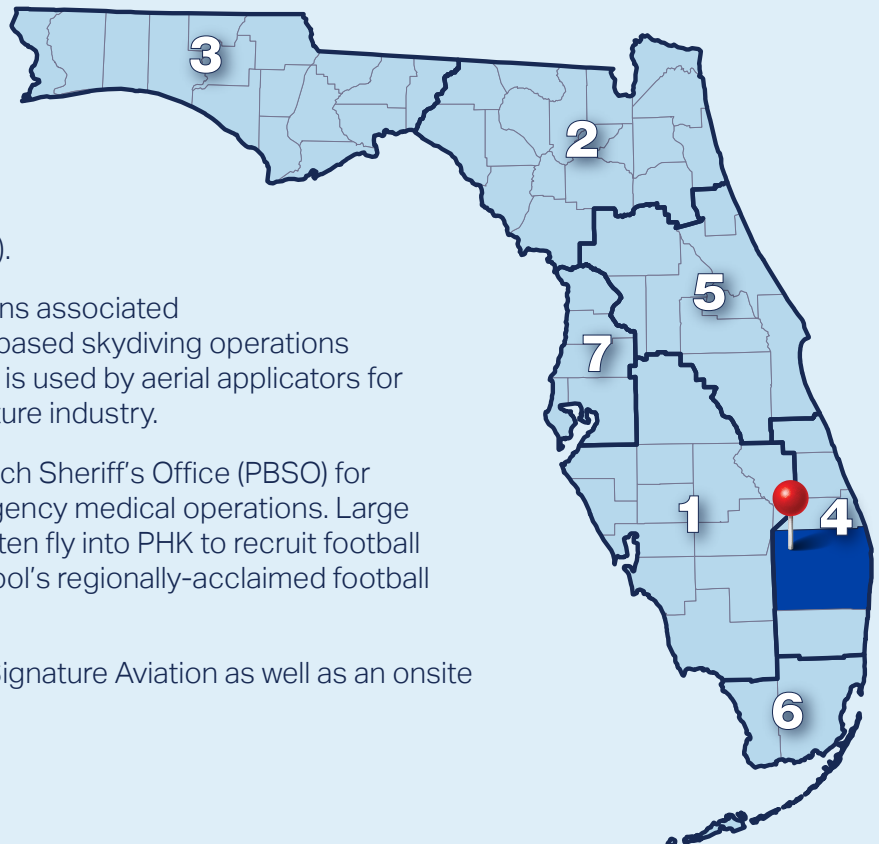 3
2
).
ns associated
5
based skydiving operations
7
is used by aerial applicators for
ture industry.
ch Sheriff's Office (PBSO) for
gency medical operations. Large
1
4
ten fly into PHK to recruit football
ool's regionally-acclaimed football
Signature Aviation as well as an onsite
6